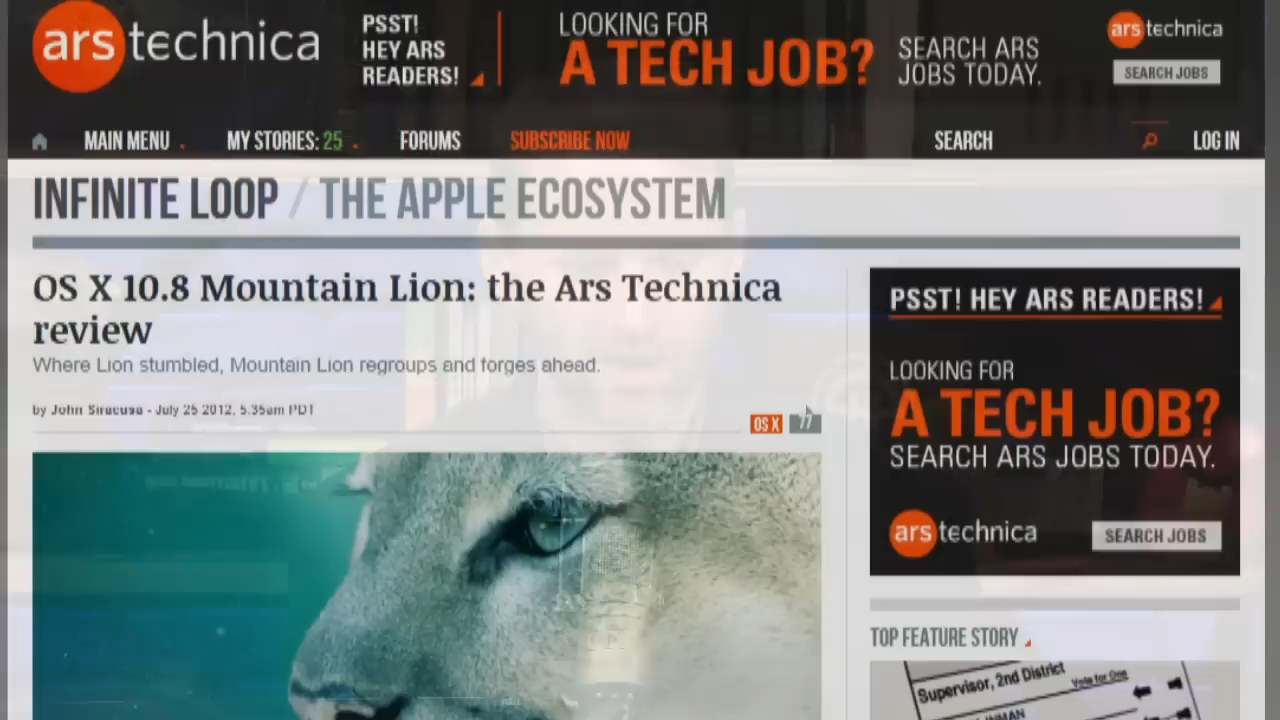 ars technica
PSST!
HEY ARS
READERS!
LOOKING FOR
A TECH JOB?
SEARCH ARS
JOBS TODAY.
ars technica
SEARCH JOBS
MAIN MENU
MY STORIES: 25
FORUMS
SUBSCRIBE NOW
SEARCH
LOG IN
INFINITE LOOP / THE APPLE ECOSYSTEM
OS X 10.8 Mountain Lion: the Ars Technica
review
Where Lion stumbled, Mountain Lion regroups and forges ahead.
by John Siracusa - July 25 2012, 5:35am PDT
OS X
77
PSST! HEY ARS READERS!
LOOKING FOR
A TECH JOB?
SEARCH ARS JOBS TODAY.
ars technica
SEARCH JOBS
TOP FEATURE STORY
Supervisor, 2nd District
Vote for One